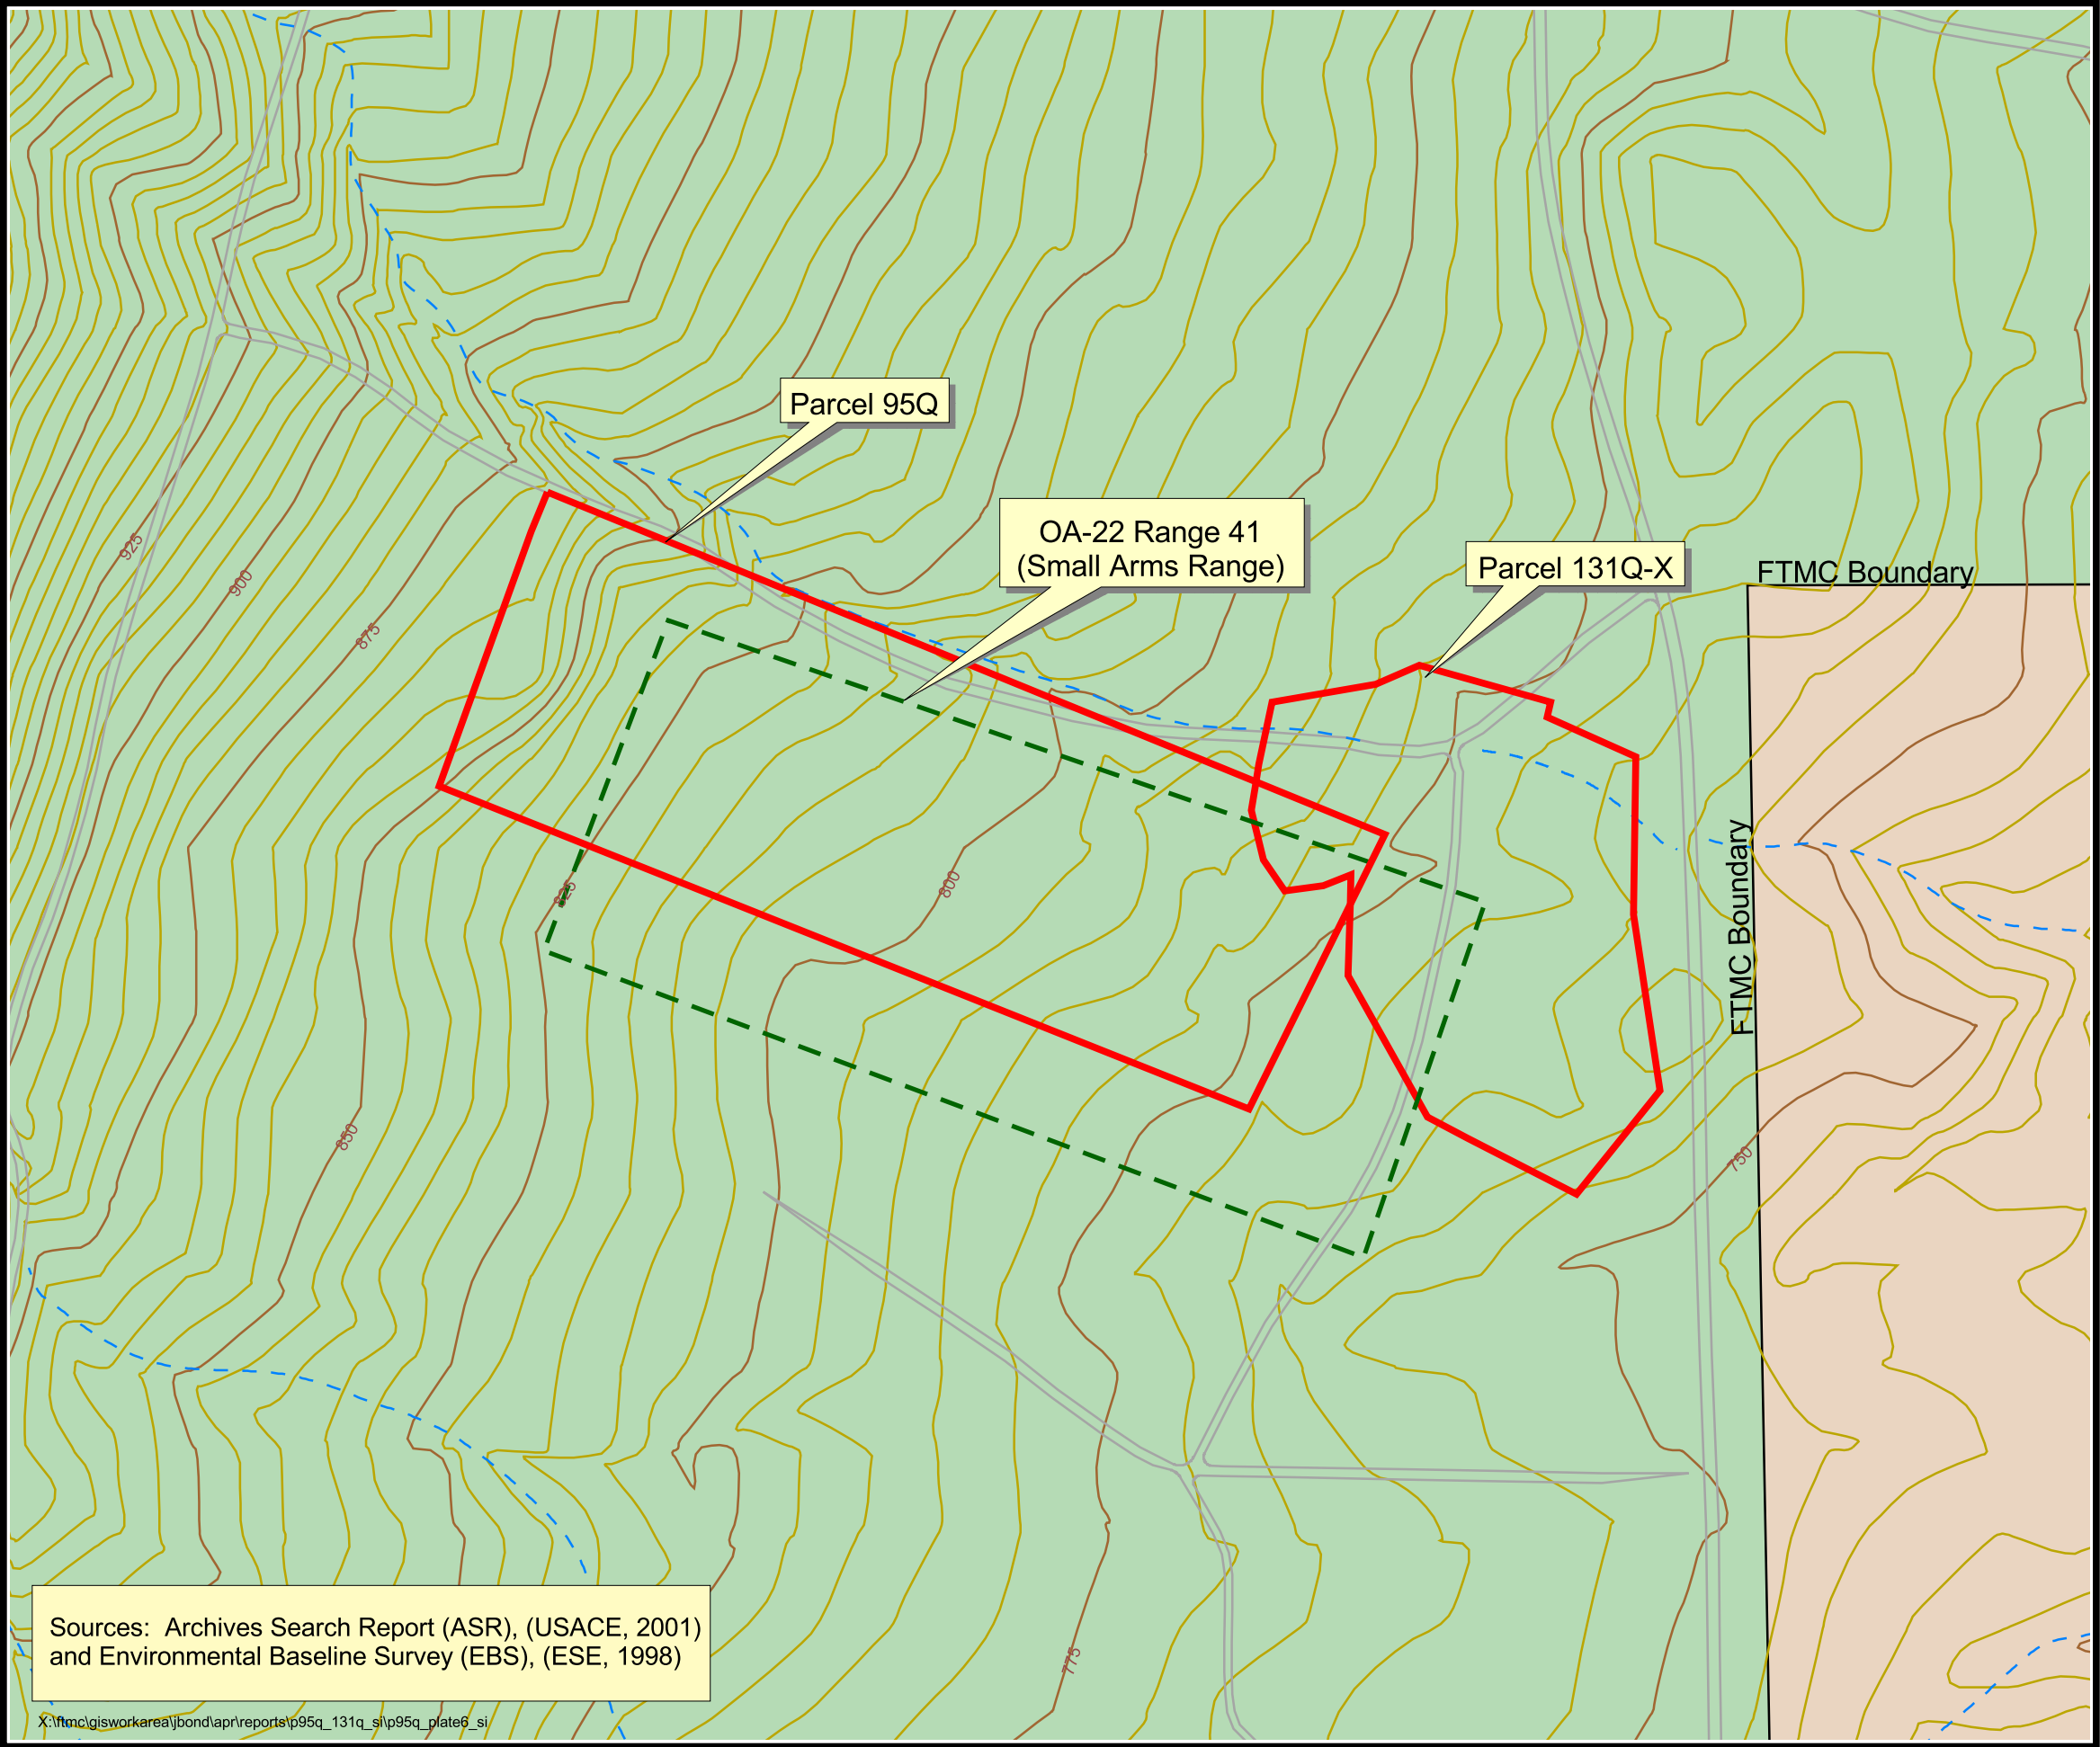 Parcel 95Q
OA-22 Range 41
(Small Arms Range)
Parcel 131Q-X
FTMC Boundary
FTMC Boundary
925
900
875
825
800
850
750
775
Sources:  Archives Search Report (ASR), (USACE, 2001)
and Environmental Baseline Survey (EBS), (ESE, 1998)
X:\ftmc\gisworkarea\jbond\apr\reports\p95q_131q_si\p95q_plate6_si